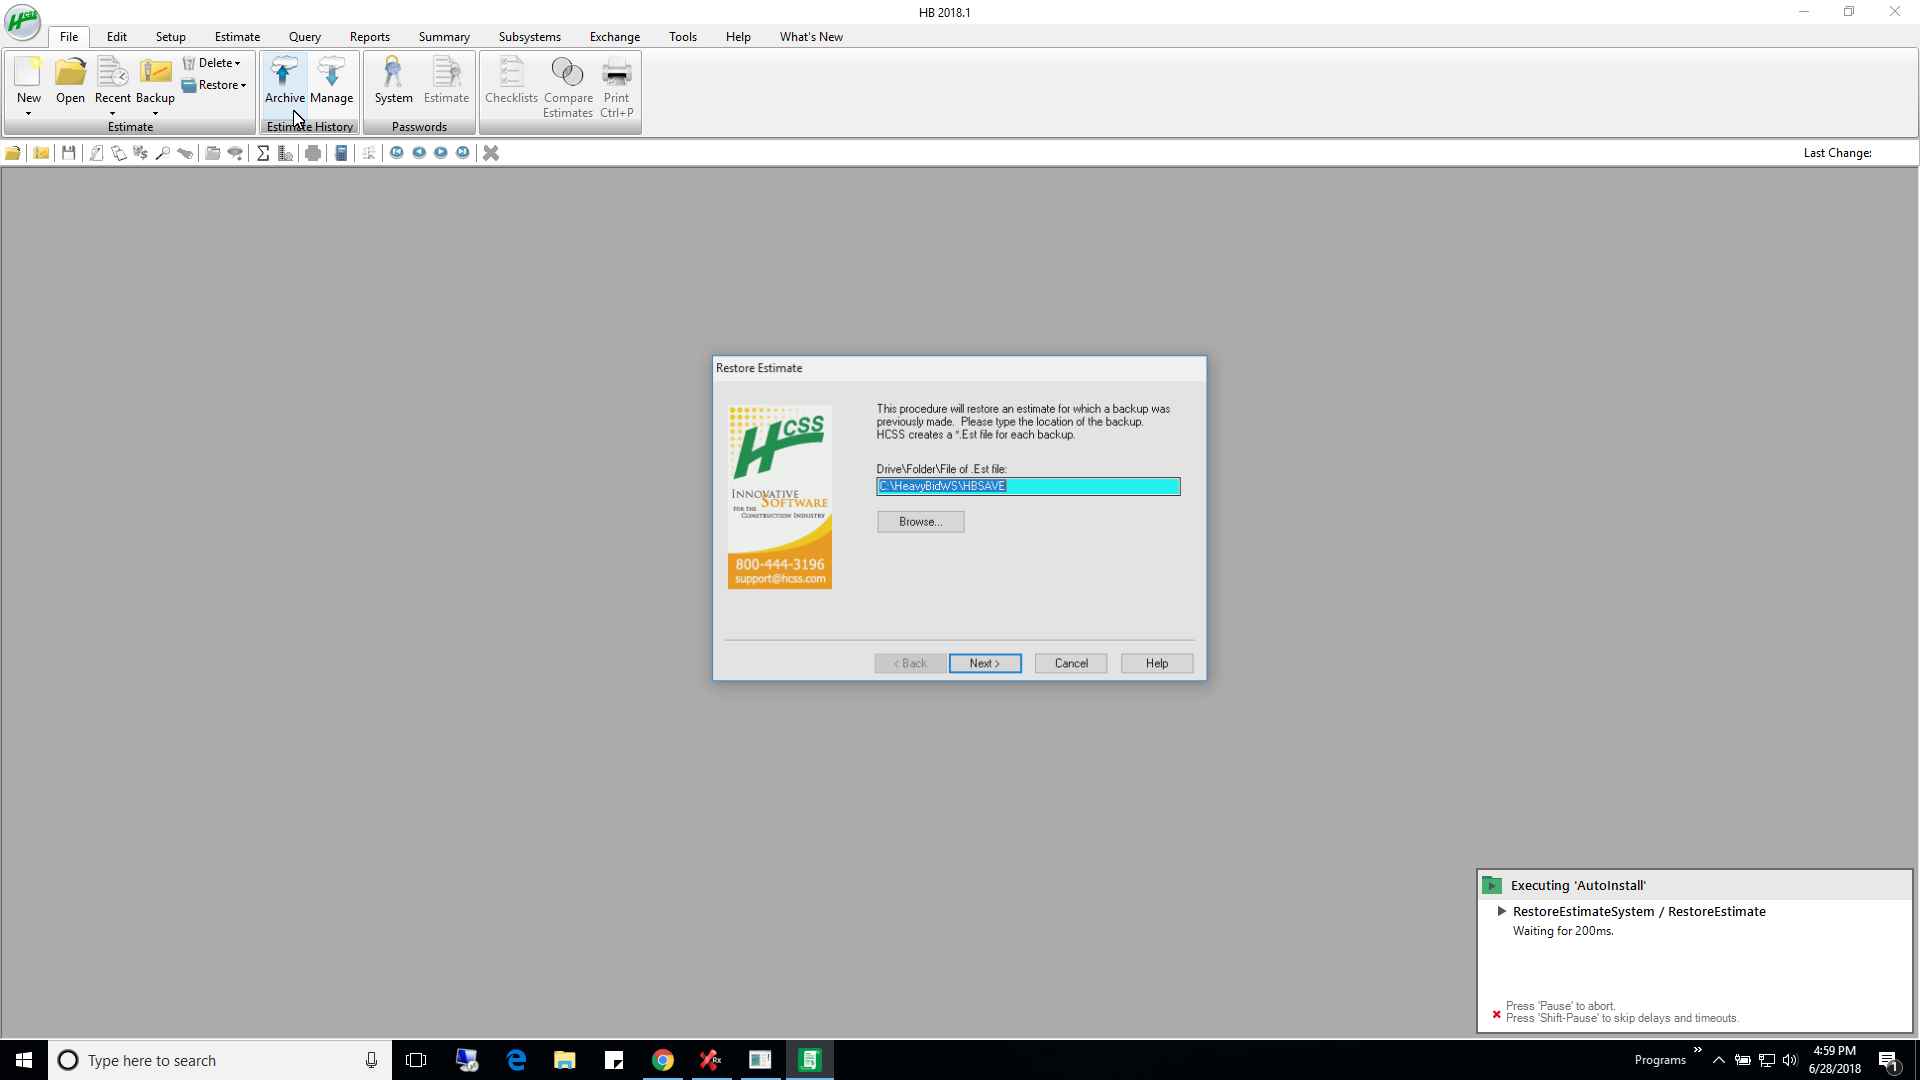 HB 2018.1
File Edit Setup Estimate Query Reports Summary Subsystems Exchange Tools Help What's New
New Open Recent Backup Delete Restore
Estimate
Archive Manage
Estimate History
System Estimate
Passwords
Checklists Compare Estimates Print Ctrl+P
Last Change:
Restore Estimate
HCSS
INNOVATIVE
SOFTWARE
FOR THE
CONSTRUCTION INDUSTRY
800-444-3196
support@hcss.com
This procedure will restore an estimate for which a backup was
previously made. Please type the location of the backup.
HCSS creates a *.Est file for each backup.
Drive\Folder\File of .Est file:
C:\HeavyBidWS\HBSAVE
Browse...
< Back Next > Cancel Help
Executing 'AutoInstall'
RestoreEstimateSystem / RestoreEstimate
Waiting for 200ms.
Press 'Pause' to abort.
Press 'Shift-Pause' to skip delays and timeouts.
Type here to search
Programs
4:59 PM
6/28/2018
1